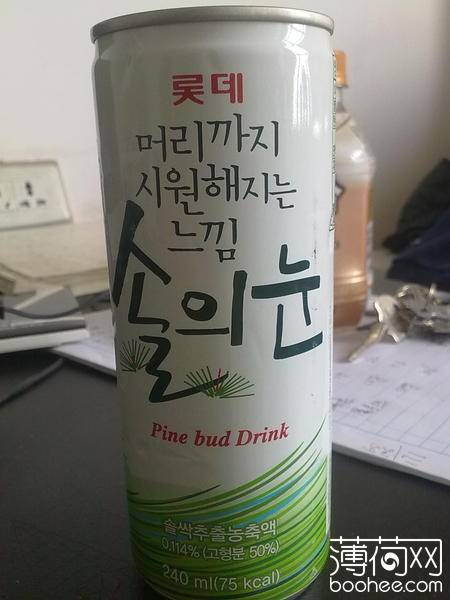 롯데
머리까지
시원해지는
느낌
솔의눈
Pine bud Drink
솔싹추출농축액
0.114% (고형분 50%)
240 ml(75 kcal)
薄荷网
boohee.com